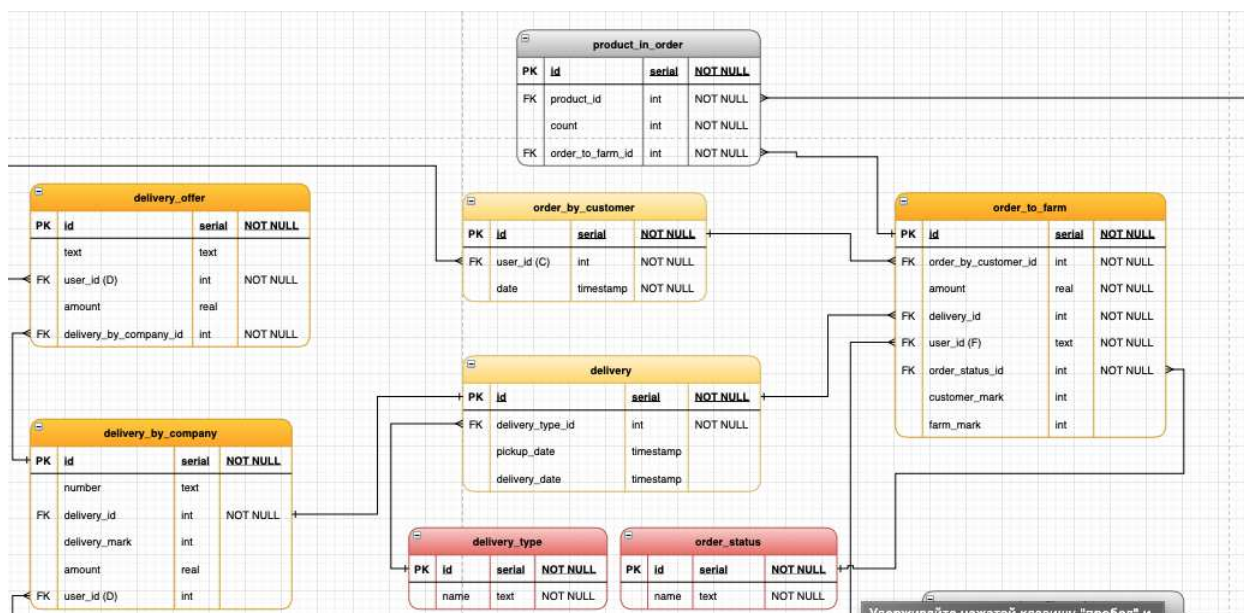 product_in_order
PK id serial NOT NULL
FK product_id int NOT NULL
count int NOT NULL
FK order_to_farm_id int NOT NULL
delivery_offer
PK id serial NOT NULL
text text
FK user_id (D) int NOT NULL
amount real
FK delivery_by_company_id int NOT NULL
order_by_customer
PK id serial NOT NULL
FK user_id (C) int NOT NULL
date timestamp NOT NULL
order_to_farm
PK id serial NOT NULL
FK order_by_customer_id int NOT NULL
amount real NOT NULL
FK delivery_id int NOT NULL
FK user_id (F) text NOT NULL
FK order_status_id int NOT NULL
customer_mark int
farm_mark int
delivery
PK id serial NOT NULL
FK delivery_type_id int NOT NULL
pickup_date timestamp
delivery_date timestamp
delivery_by_company
PK id serial NOT NULL
number text
FK delivery_id int NOT NULL
delivery_mark int
amount real
FK user_id (D) int
delivery_type
PK id serial NOT NULL
name text NOT NULL
order_status
PK id serial NOT NULL
name text NOT NULL
Удерживайте нажатой клавишу "пробел" и